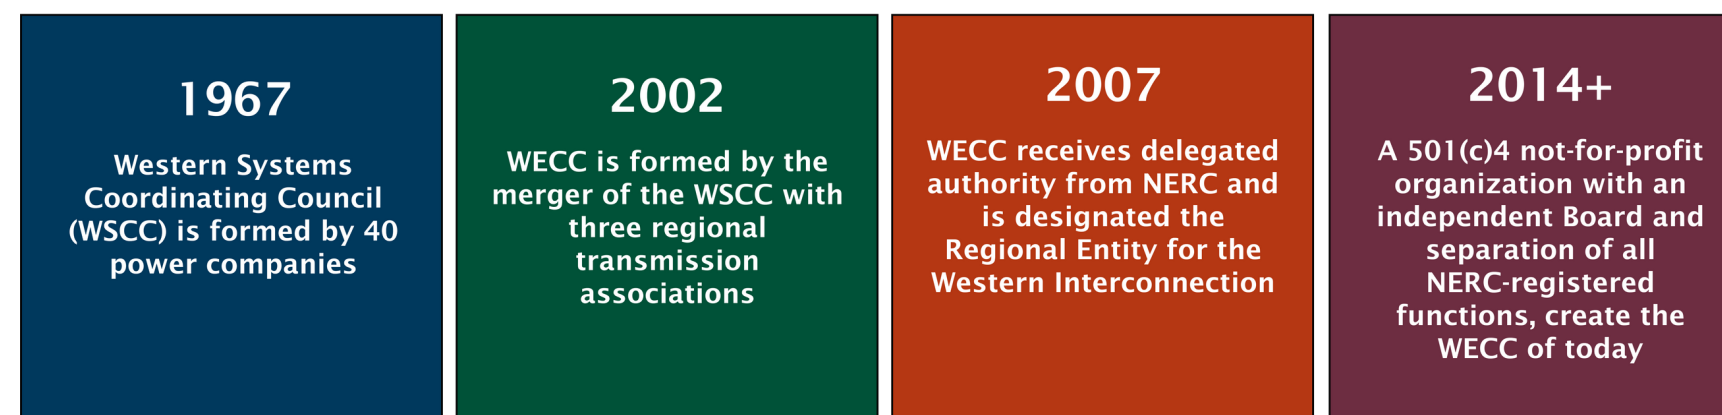 1967
Western Systems
Coordinating Council
(WSCC) is formed by 40
power companies
2002
WECC is formed by the
merger of the WSCC with
three regional
transmission
associations
2007
WECC receives delegated
authority from NERC and
is designated the
Regional Entity for the
Western Interconnection
2014+
A 501(c)4 not-for-profit
organization with an
independent Board and
separation of all
NERC-registered
functions, create the
WECC of today